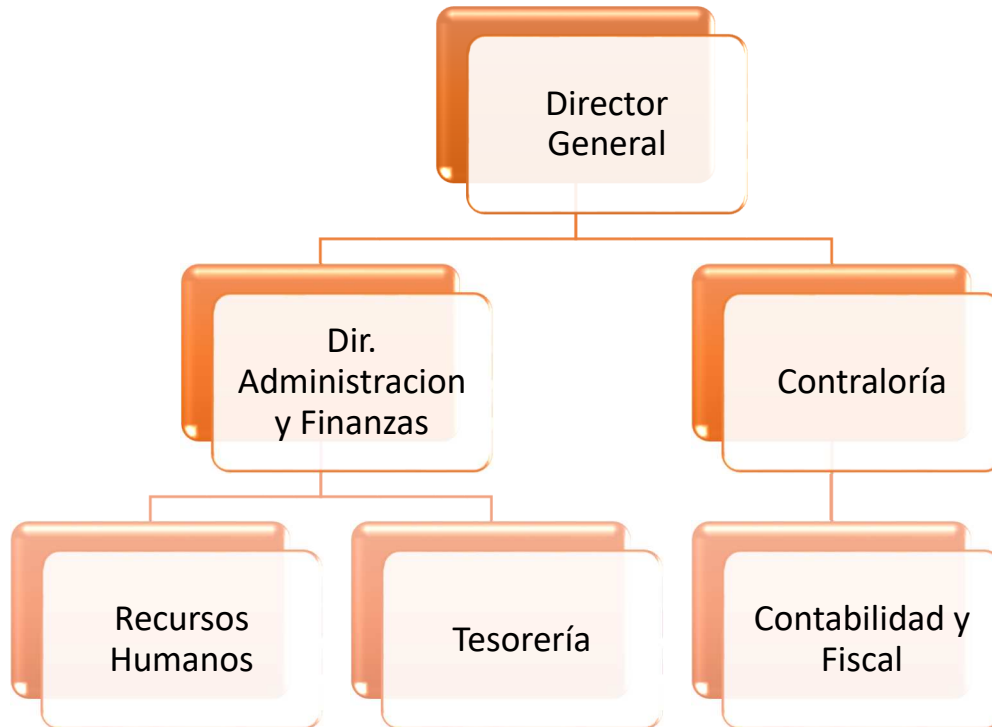 Director
General
Dir.
Administracion
y Finanzas
Contraloría
Recursos
Humanos
Tesorería
Contabilidad y
Fiscal